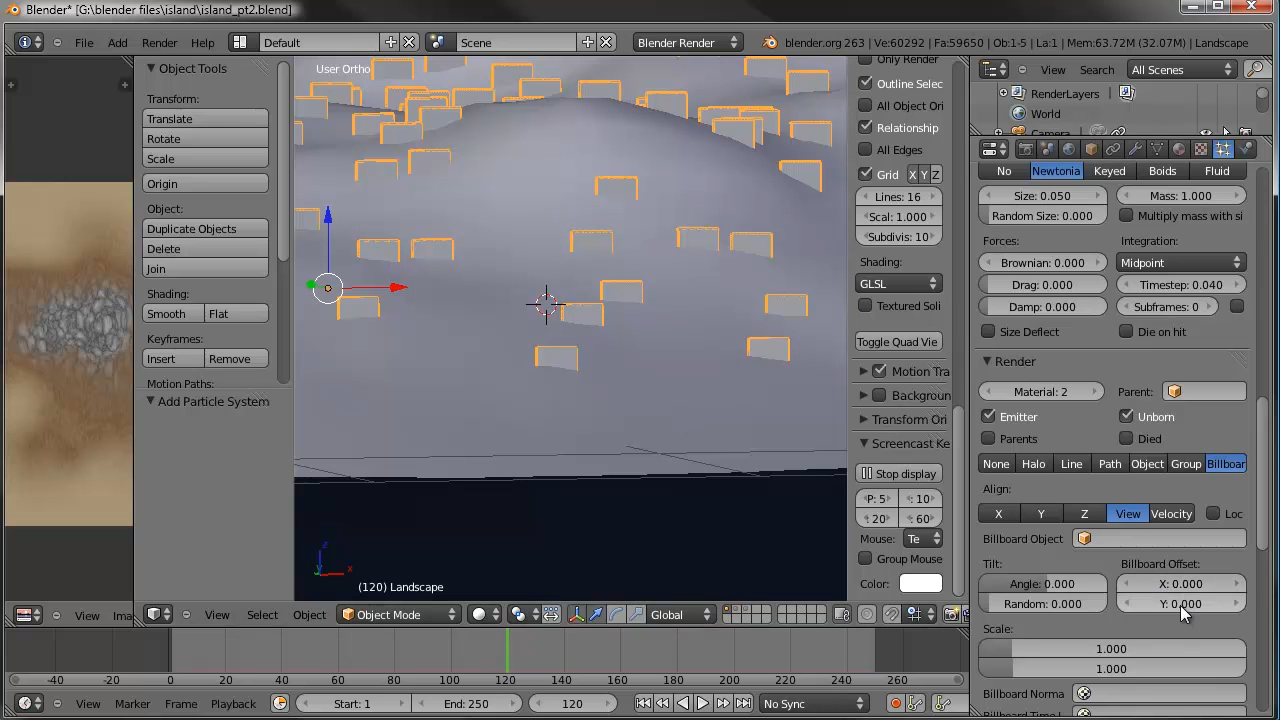 Blender* [G:\blender files\island\island_pt2.blend]
File Add Render Help Default Scene Blender Render blender.org 263 | Ve:60292 | Fa:59650 | Ob:1-5 | La:1 | Mem:63.72M (32.07M) | Landscape
Object Tools
Transform:
Translate
Rotate
Scale
Origin
Object:
Duplicate Objects
Delete
Join
Shading:
Smooth Flat
Keyframes:
Insert Remove
Motion Paths:
Add Particle System
User Ortho
(120) Landscape
z
x
Only Render
Outline Selec
All Object Ori
Relationship
All Edges
Grid X Y Z
Lines: 16
Scal: 1.000
Subdivis: 10
Shading:
GLSL
Textured Soli
Toggle Quad Vie
Motion Tra
Backgroun
Transform Ori
Screencast Ke
Stop display
P: 5 : 10
: 20 : 60
Mouse: Te
Group Mouse
Color:
View Search All Scenes
RenderLayers
World
Camera
No Newtonia Keyed Boids Fluid
Size: 0.050 Mass: 1.000
Random Size: 0.000 Multiply mass with si
Forces: Integration:
Brownian: 0.000 Midpoint
Drag: 0.000 Timestep: 0.040
Damp: 0.000 Subframes: 0
Size Deflect Die on hit
Render
Material: 2 Parent:
Emitter Unborn
Parents Died
None Halo Line Path Object Group Billboar
Align:
X Y Z View Velocity Loc
Billboard Object
Tilt: Billboard Offset:
Angle: 0.000 X: 0.000
Random: 0.000 Y: 0.000
Scale:
1.000
1.000
Billboard Norma
Billboard Time I
View Ima View Select Object Object Mode Global
-40 -20 0 20 40 60 80 100 120 140 160 180 200 220 240 260
View Marker Frame Playback Start: 1 End: 250 120 No Sync